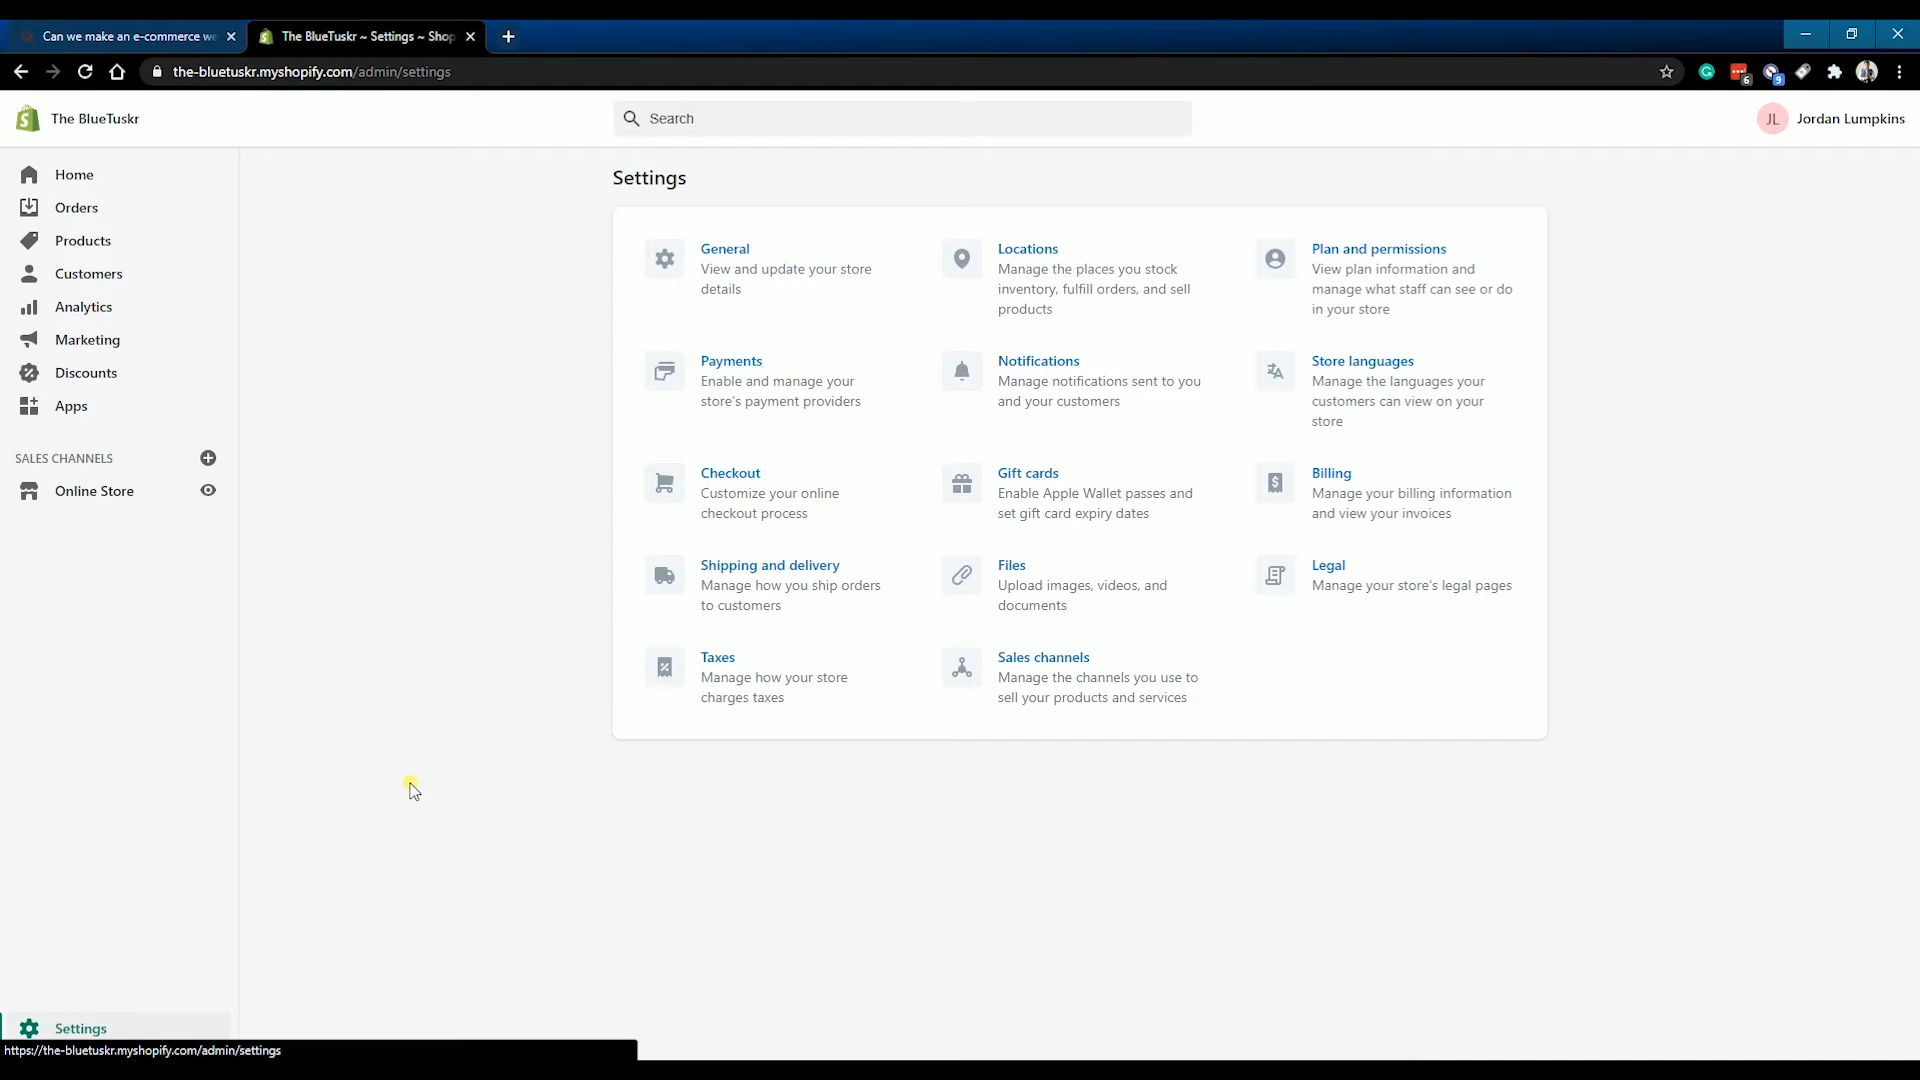 Can we make an e-commerce we
The BlueTuskr ~ Settings ~ Shop
the-bluetuskr.myshopify.com/admin/settings
6
9
The BlueTuskr
Search
JL
Jordan Lumpkins
Home
Orders
Products
Customers
Analytics
Marketing
Discounts
Apps
SALES CHANNELS
Online Store
Settings
https://the-bluetuskr.myshopify.com/admin/settings
Settings
General
View and update your store
details
Locations
Manage the places you stock
inventory, fulfill orders, and sell
products
Plan and permissions
View plan information and
manage what staff can see or do
in your store
Payments
Enable and manage your
store's payment providers
Notifications
Manage notifications sent to you
and your customers
Store languages
Manage the languages your
customers can view on your
store
Checkout
Customize your online
checkout process
Gift cards
Enable Apple Wallet passes and
set gift card expiry dates
Billing
Manage your billing information
and view your invoices
Shipping and delivery
Manage how you ship orders
to customers
Files
Upload images, videos, and
documents
Legal
Manage your store's legal pages
Taxes
Manage how your store
charges taxes
Sales channels
Manage the channels you use to
sell your products and services